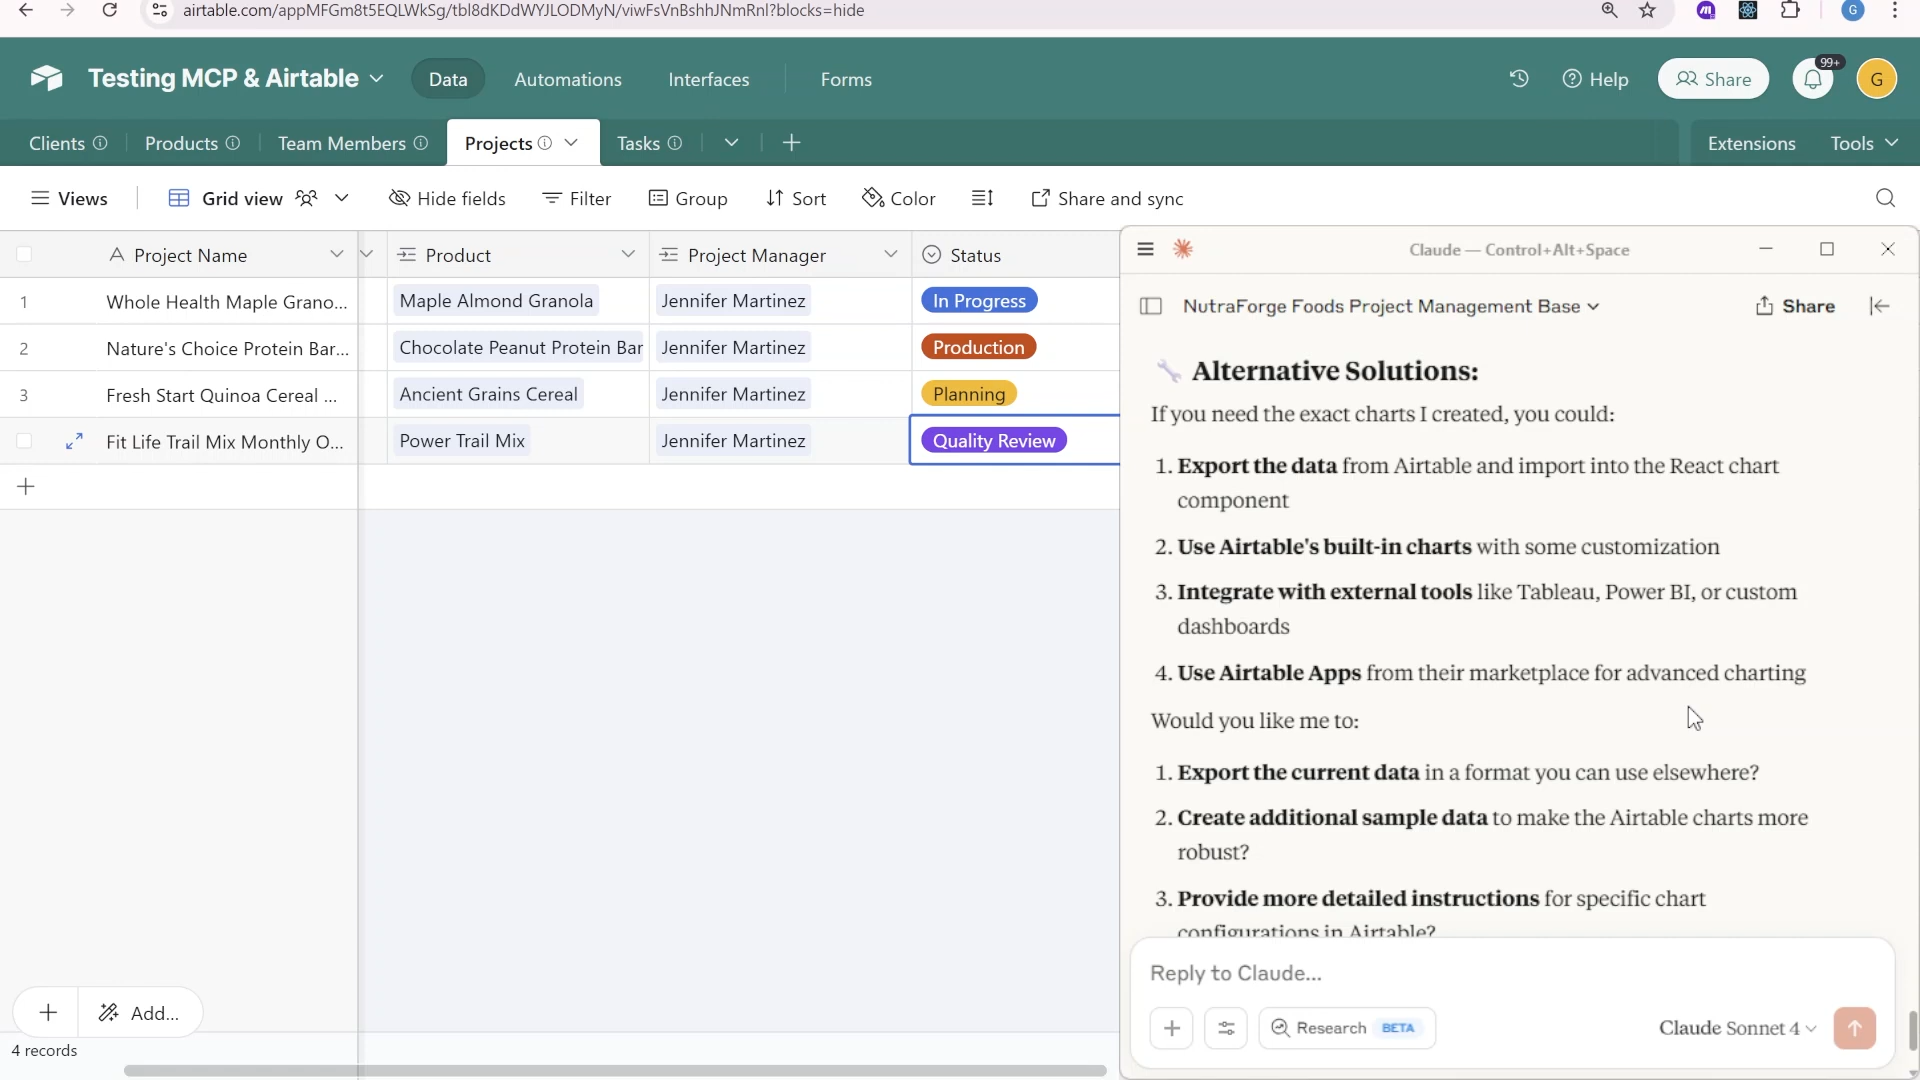 airtable.com/appMFGm8t5EQLWkSg/tbl8dKDdWYJLODMyN/viwFsVnBshhJNmRnI?blocks=hide
G
Testing MCP & Airtable
Data
Automations
Interfaces
Forms
Help
Share
99+
G
Clients
Products
Team Members
Projects
Tasks
Extensions
Tools
Views
Grid view
Hide fields
Filter
Group
Sort
Color
Share and sync
Project Name
Product
Project Manager
Status
1 Whole Health Maple Grano... Maple Almond Granola Jennifer Martinez In Progress
2 Nature's Choice Protein Bar... Chocolate Peanut Protein Bar Jennifer Martinez Production
3 Fresh Start Quinoa Cereal ... Ancient Grains Cereal Jennifer Martinez Planning
Fit Life Trail Mix Monthly O... Power Trail Mix Jennifer Martinez Quality Review
Add...
4 records
Claude — Control+Alt+Space
NutraForge Foods Project Management Base
Share
Alternative Solutions:
If you need the exact charts I created, you could:
1. Export the data from Airtable and import into the React chart
component
2. Use Airtable's built-in charts with some customization
3. Integrate with external tools like Tableau, Power BI, or custom
dashboards
4. Use Airtable Apps from their marketplace for advanced charting
Would you like me to:
1. Export the current data in a format you can use elsewhere?
2. Create additional sample data to make the Airtable charts more
robust?
3. Provide more detailed instructions for specific chart
configurations in Airtable?
Reply to Claude...
Research BETA
Claude Sonnet 4